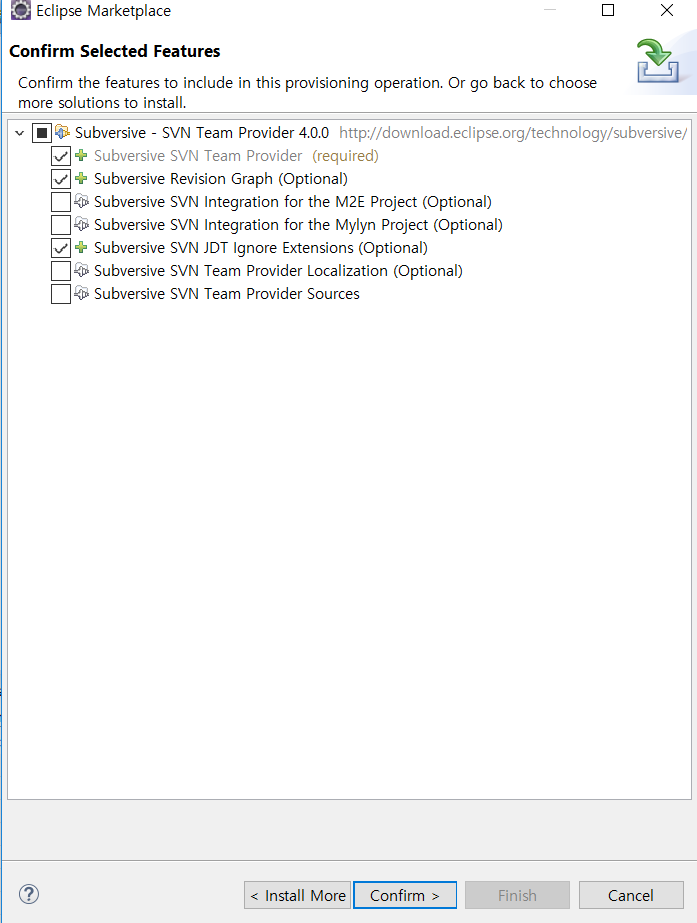 Eclipse Marketplace
Confirm Selected Features
Confirm the features to include in this provisioning operation. Or go back to choose
more solutions to install.
Subversive - SVN Team Provider 4.0.0 http://download.eclipse.org/technology/subversive/
Subversive SVN Team Provider (required)
Subversive Revision Graph (Optional)
Subversive SVN Integration for the M2E Project (Optional)
Subversive SVN Integration for the Mylyn Project (Optional)
Subversive SVN JDT Ignore Extensions (Optional)
Subversive SVN Team Provider Localization (Optional)
Subversive SVN Team Provider Sources
? < Install More Confirm > Finish Cancel